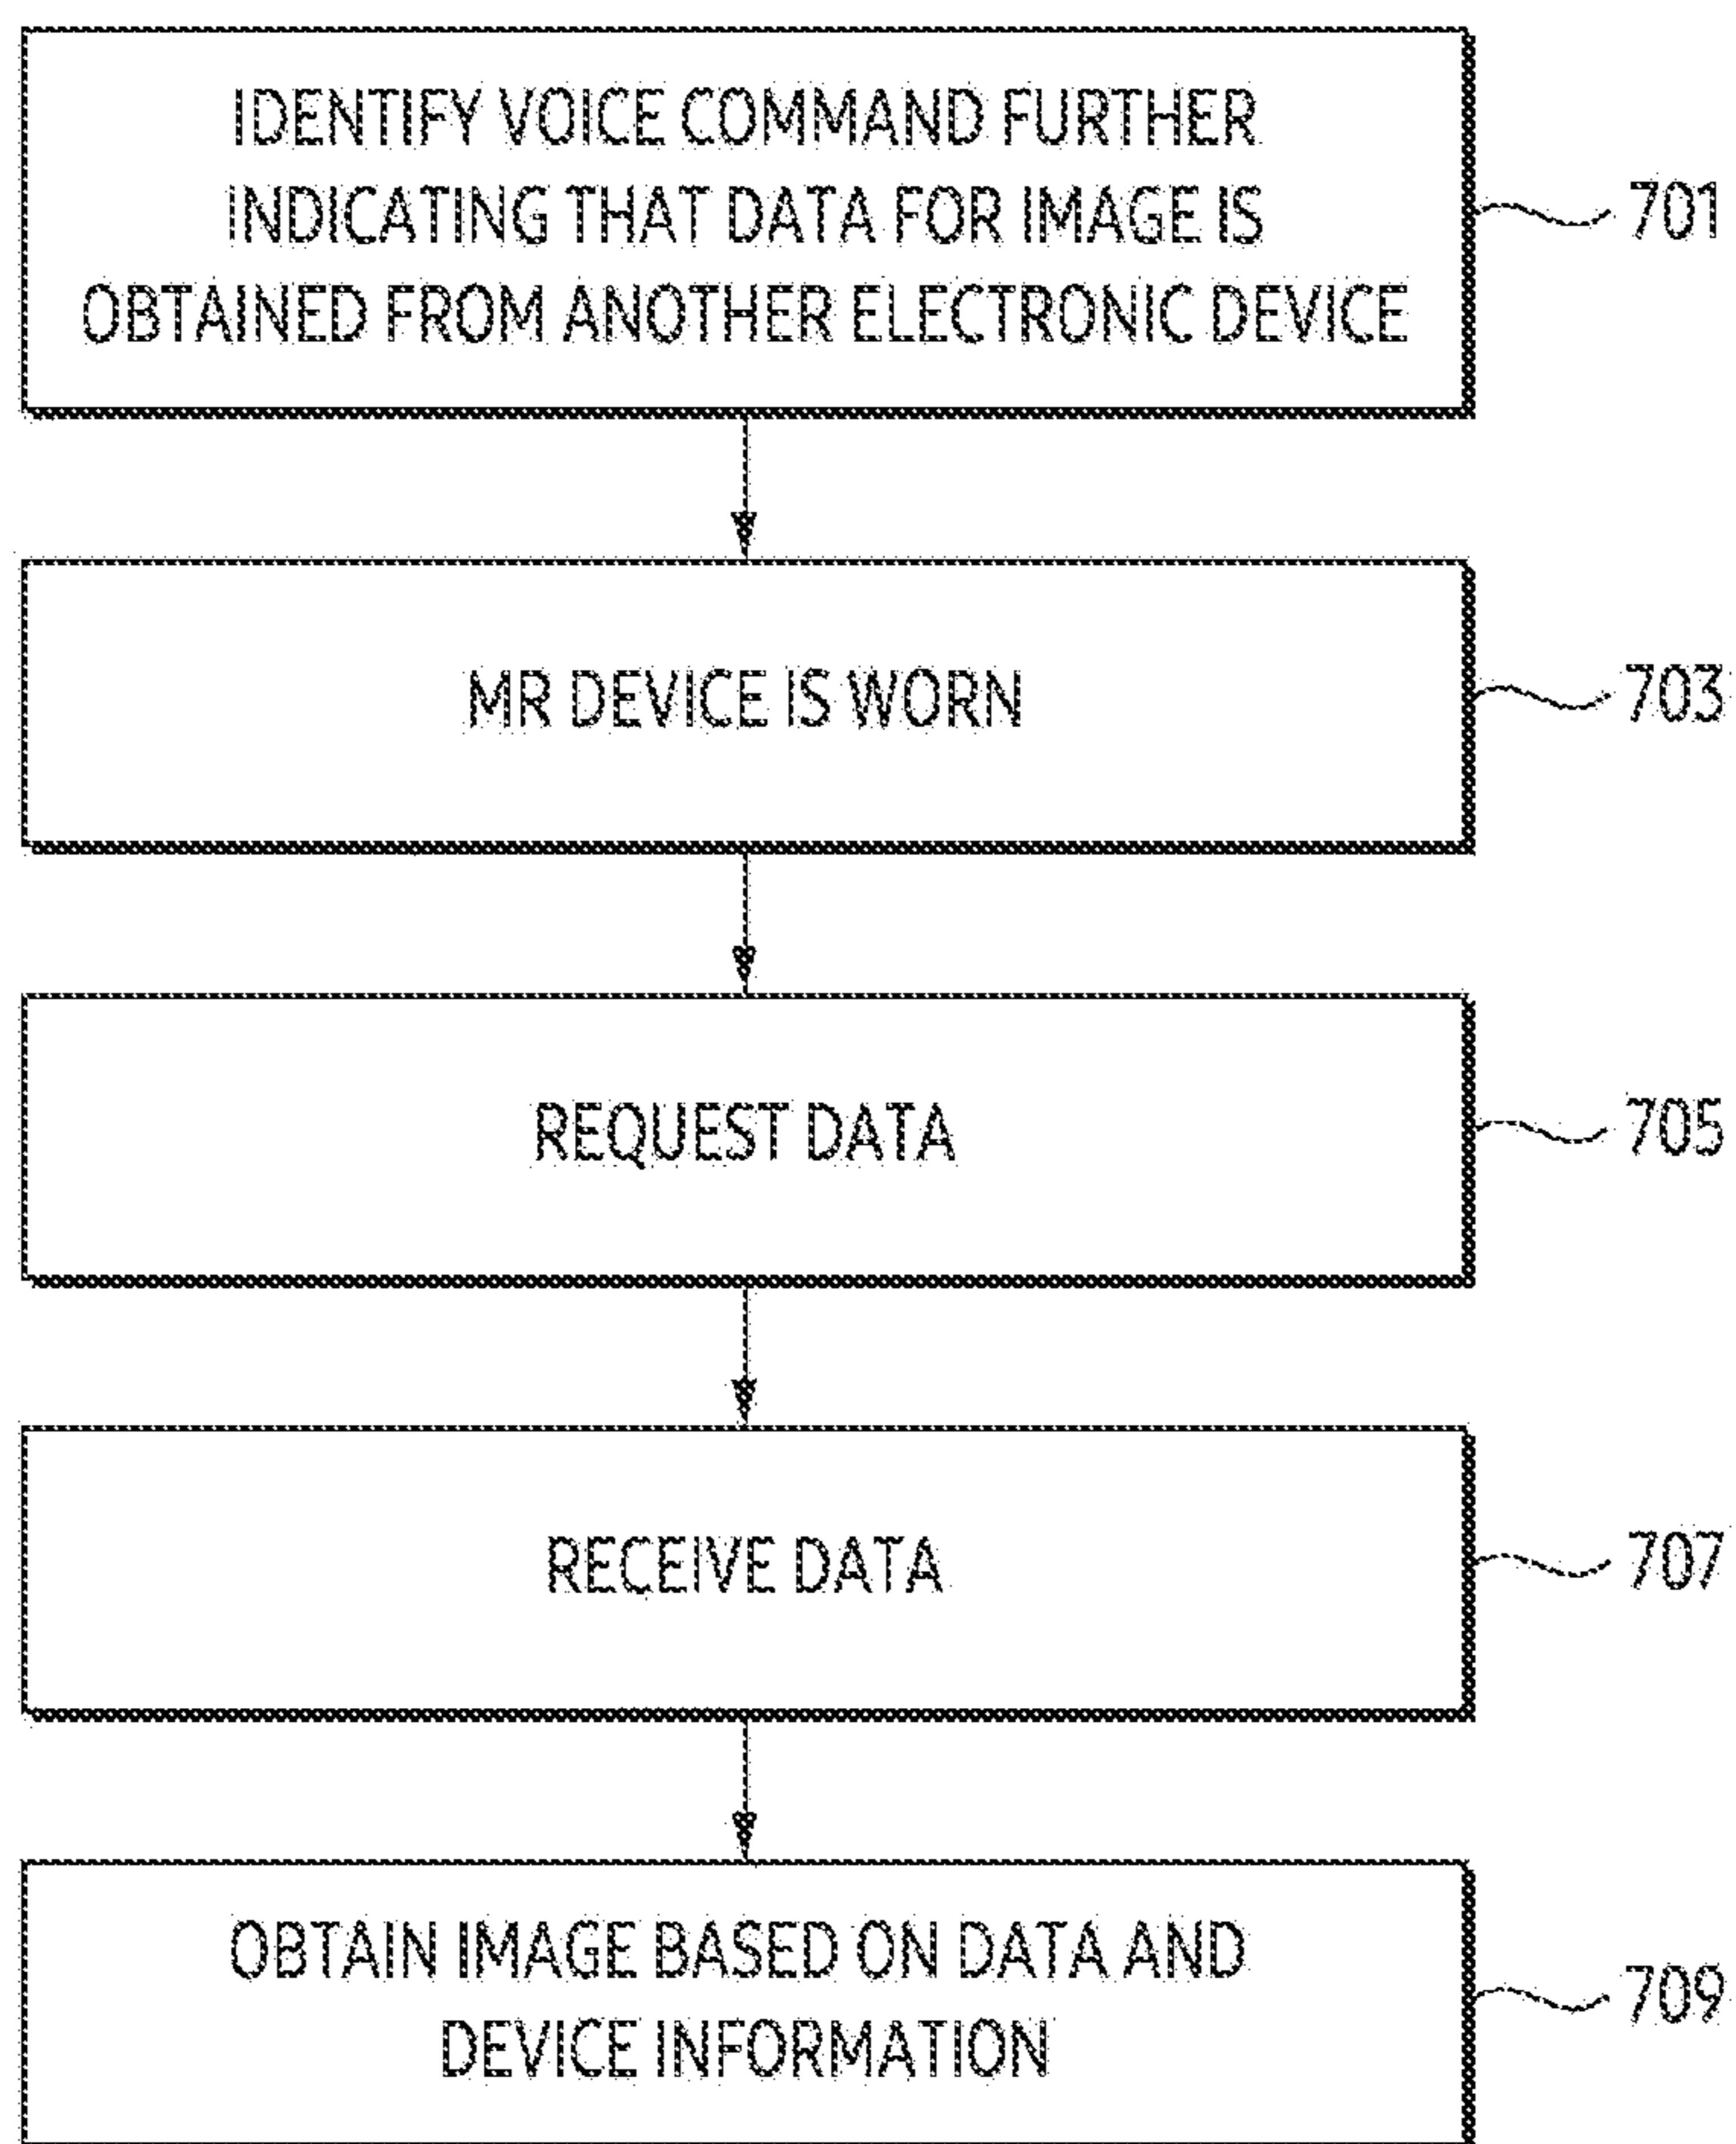 IDENTIFY VOICE COMMAND FURTHER
INDICATING THAT DATA FOR IMAGE IS
OBTAINED FROM ANOTHER ELECTRONIC DEVICE
701
MR DEVICE IS WORN
703
REQUEST DATA
705
RECEIVE DATA
707
OBTAIN IMAGE BASED ON DATA AND
DEVICE INFORMATION
709